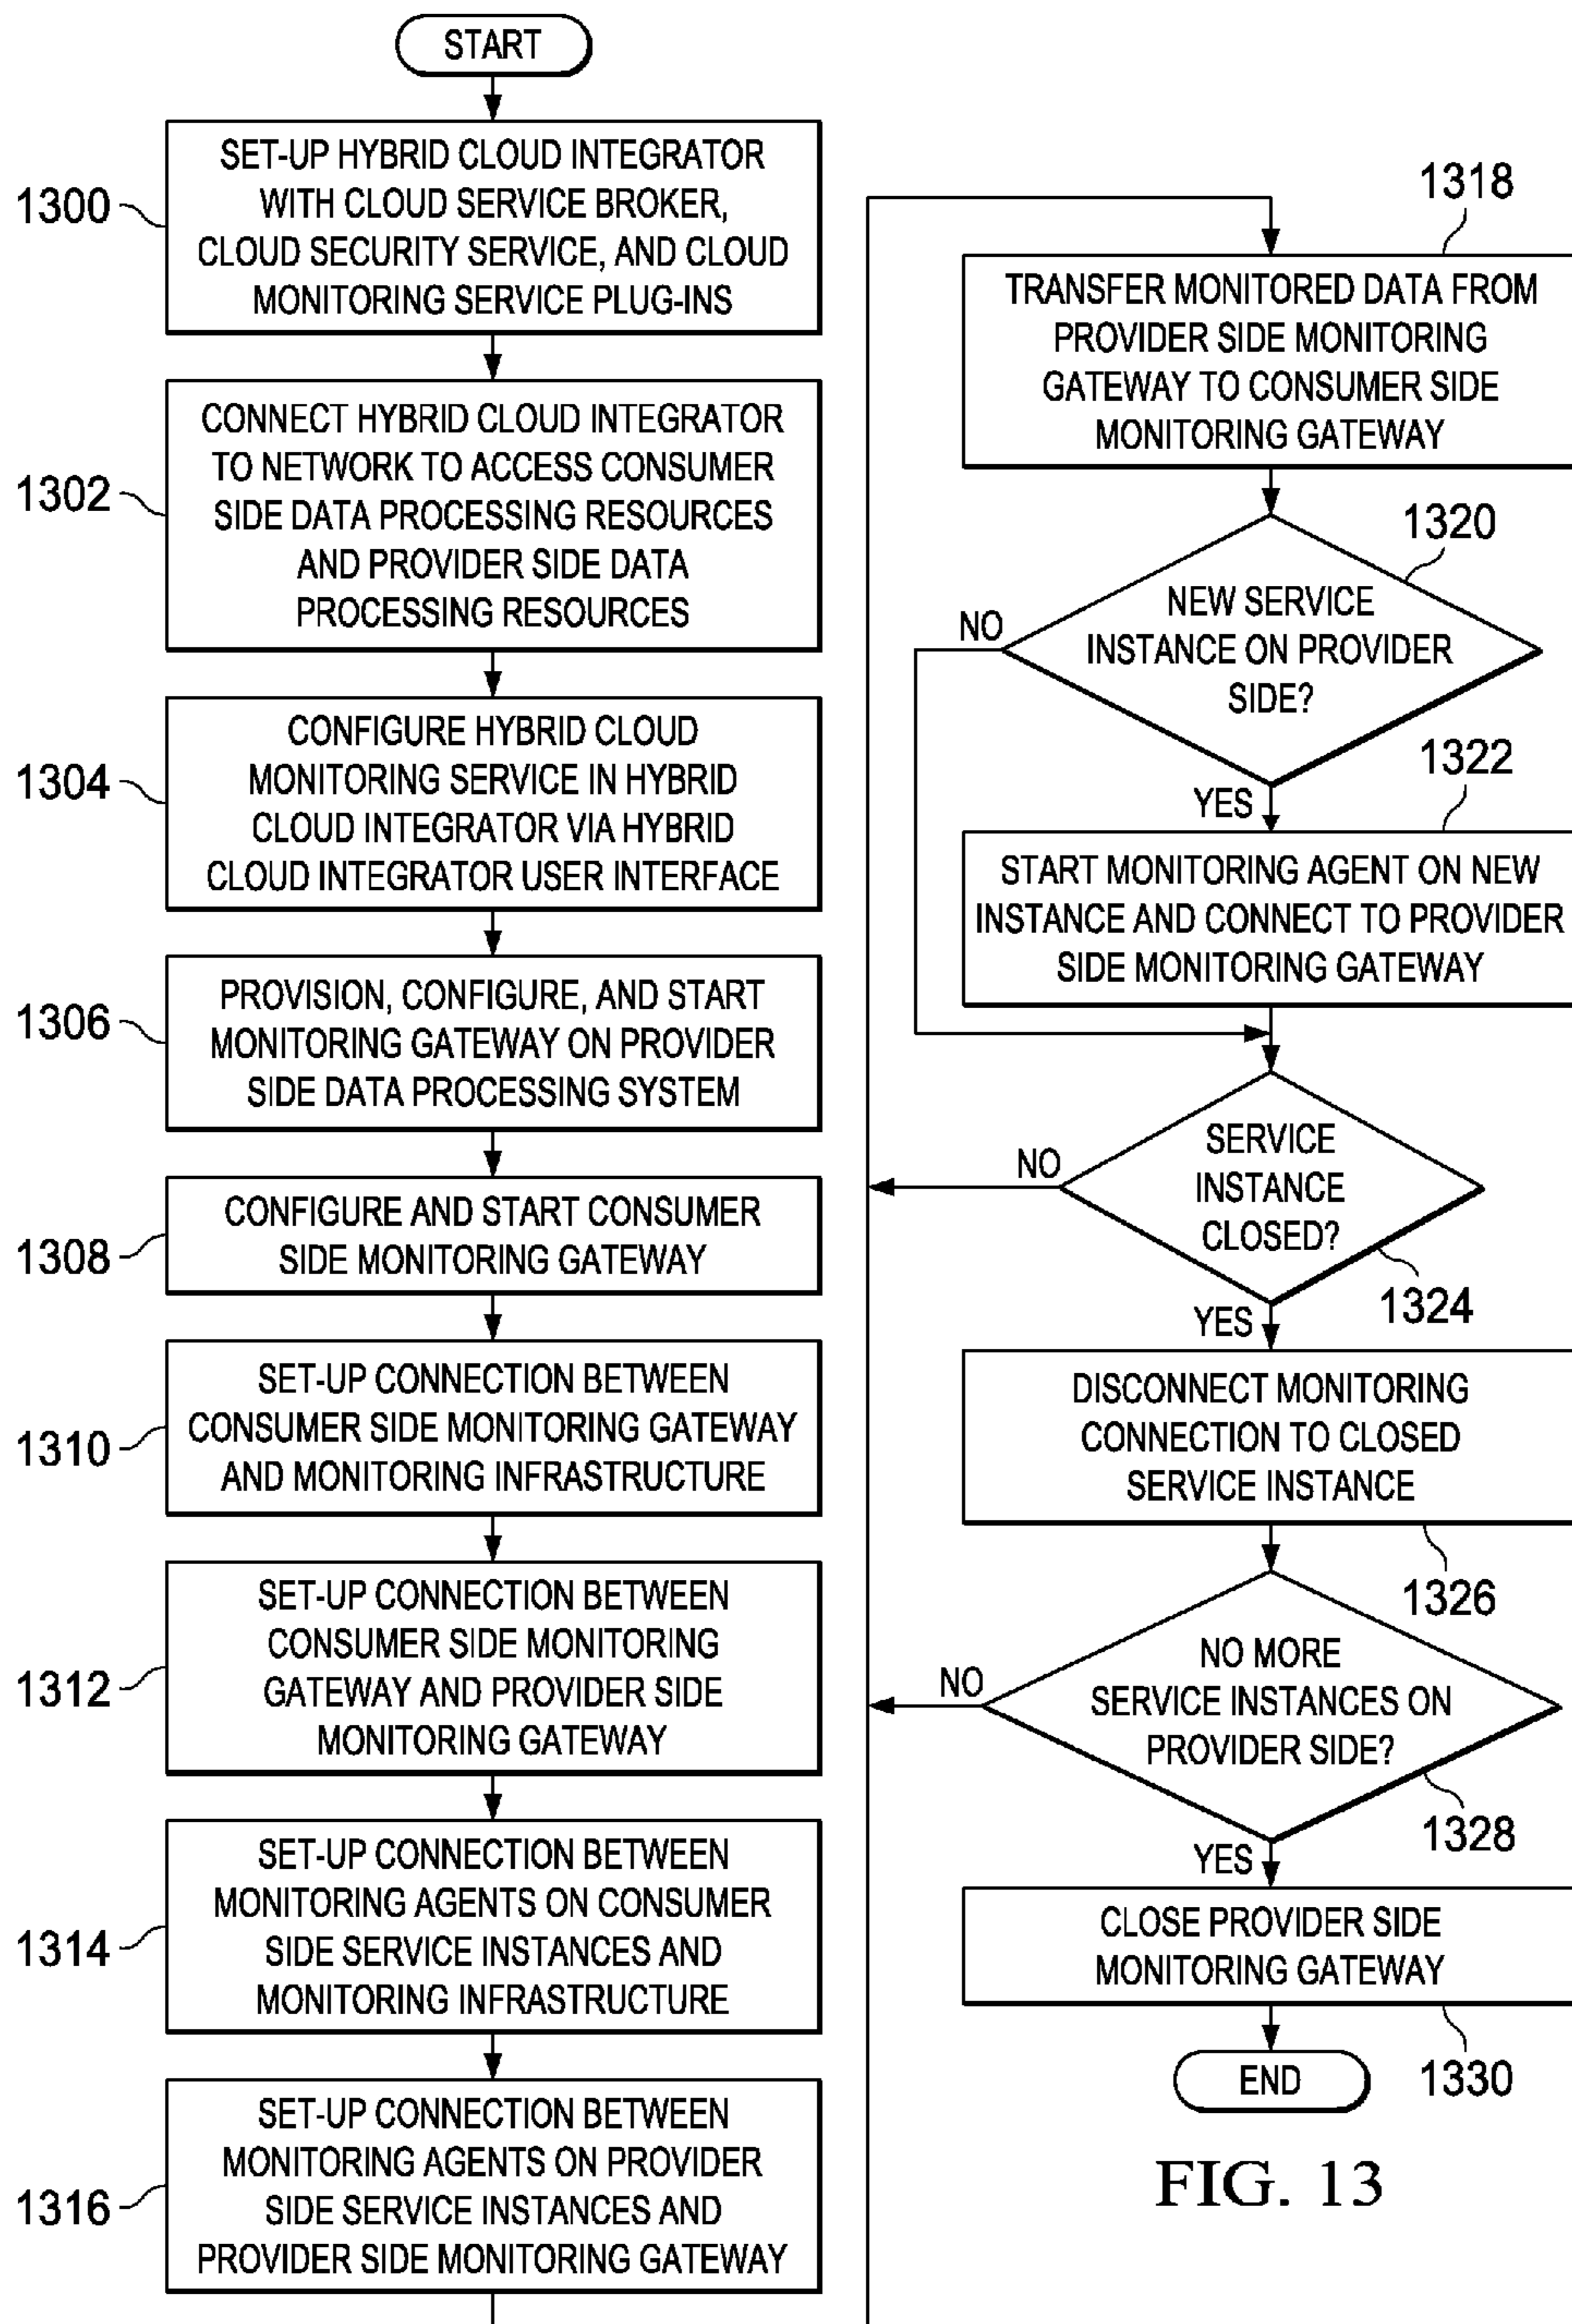 START
1300
SET-UP HYBRID CLOUD INTEGRATOR
WITH CLOUD SERVICE BROKER,
CLOUD SECURITY SERVICE, AND CLOUD
MONITORING SERVICE PLUG-INS
1302
CONNECT HYBRID CLOUD INTEGRATOR
TO NETWORK TO ACCESS CONSUMER
SIDE DATA PROCESSING RESOURCES
AND PROVIDER SIDE DATA
PROCESSING RESOURCES
1304
CONFIGURE HYBRID CLOUD
MONITORING SERVICE IN HYBRID
CLOUD INTEGRATOR VIA HYBRID
CLOUD INTEGRATOR USER INTERFACE
1306
PROVISION, CONFIGURE, AND START
MONITORING GATEWAY ON PROVIDER
SIDE DATA PROCESSING SYSTEM
1308
CONFIGURE AND START CONSUMER
SIDE MONITORING GATEWAY
1310
SET-UP CONNECTION BETWEEN
CONSUMER SIDE MONITORING GATEWAY
AND MONITORING INFRASTRUCTURE
1312
SET-UP CONNECTION BETWEEN
CONSUMER SIDE MONITORING
GATEWAY AND PROVIDER SIDE
MONITORING GATEWAY
1314
SET-UP CONNECTION BETWEEN
MONITORING AGENTS ON CONSUMER
SIDE SERVICE INSTANCES AND
MONITORING INFRASTRUCTURE
1316
SET-UP CONNECTION BETWEEN
MONITORING AGENTS ON PROVIDER
SIDE SERVICE INSTANCES AND
PROVIDER SIDE MONITORING GATEWAY
1318
TRANSFER MONITORED DATA FROM
PROVIDER SIDE MONITORING
GATEWAY TO CONSUMER SIDE
MONITORING GATEWAY
1320
NEW SERVICE
INSTANCE ON PROVIDER
SIDE?
NO
YES
1322
START MONITORING AGENT ON NEW
INSTANCE AND CONNECT TO PROVIDER
SIDE MONITORING GATEWAY
SERVICE
INSTANCE
CLOSED?
NO
1324
YES
DISCONNECT MONITORING
CONNECTION TO CLOSED
SERVICE INSTANCE
1326
NO MORE
SERVICE INSTANCES ON
PROVIDER SIDE?
NO
1328
YES
CLOSE PROVIDER SIDE
MONITORING GATEWAY
1330
END
FIG. 13